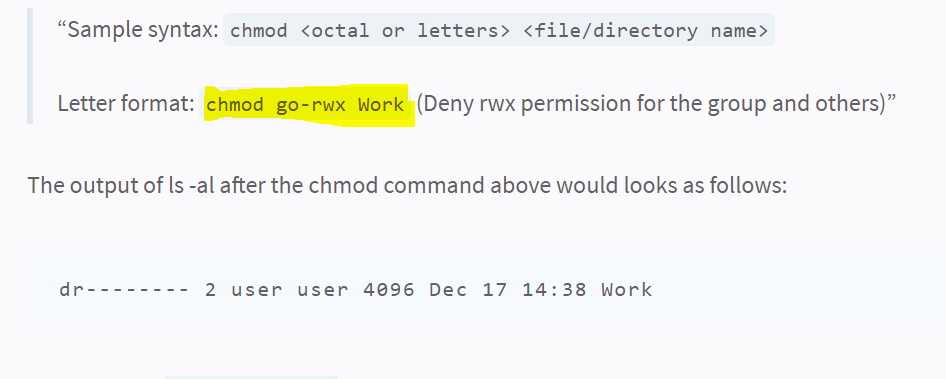 “Sample syntax: chmod <octal or letters> <file/directory name>
Letter format: chmod go-rwx Work (Deny rwx permission for the group and others)”
The output of ls -al after the chmod command above would looks as follows:
dr-------- 2 user user 4096 Dec 17 14:38 Work